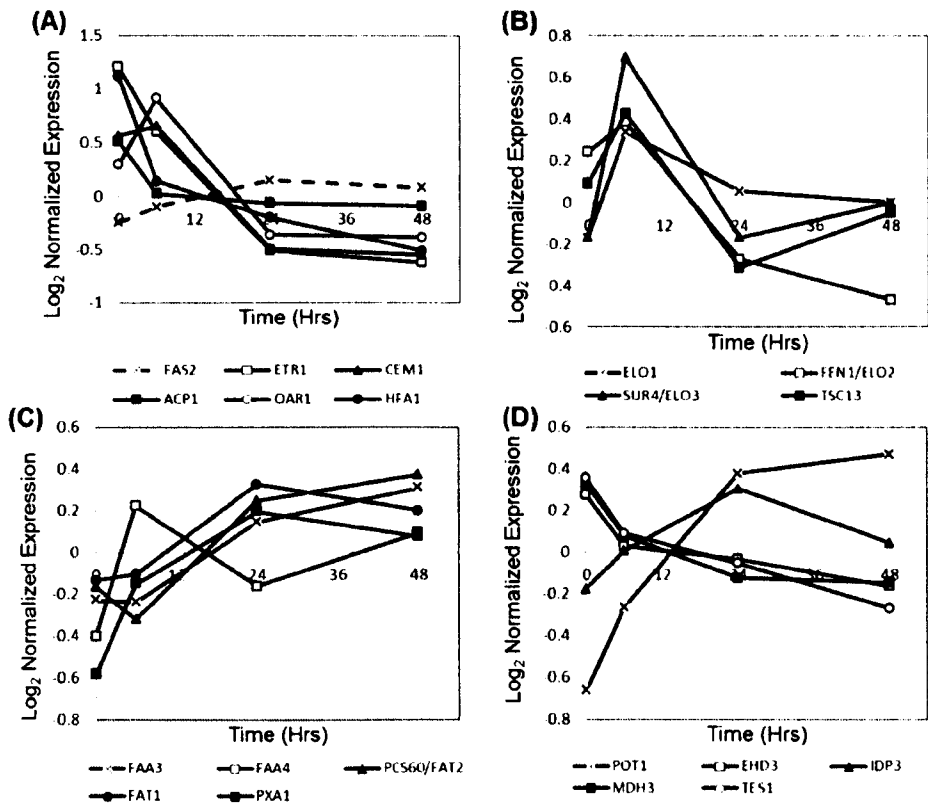 (A)
Log2 Normalized Expression
1.5
1
0.5
0
-0.5
-1
0 12 36 48
Time (Hrs)
FAS2 ETR1 CEM1
ACP1 OAR1 HFA1
(B)
Log2 Normalized Expression
0.8
0.6
0.4
0.2
0
0.2
0.4
0.6
0 12 24 36 48
Time (Hrs)
ELO1 FEN1/ELO2
SUR4/ELO3 TSC13
(C)
Log2 Normalized Expression
0.6
0.4
0.2
0
-0.2
-0.4
-0.6
-0.8
0 12 24 36 48
Time (Hrs)
FAA3 FAA4 PCS60/FAT2
FAT1 PXA1
(D)
Log2 Normalized Expression
0.6
0.4
0.2
0
0.2
0.4
0.6
0.8
0 12 36 48
Time (Hrs)
POT1 EHD3 IDP3
MDH3 TES1